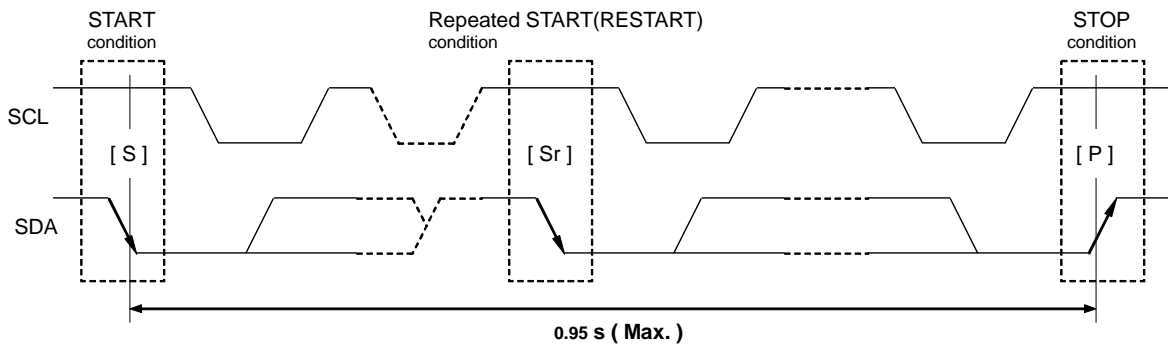 START
condition
Repeated START(RESTART)
condition
STOP
condition
SCL
[ S ]
[ Sr ]
[ P ]
SDA
0.95 s ( Max. )